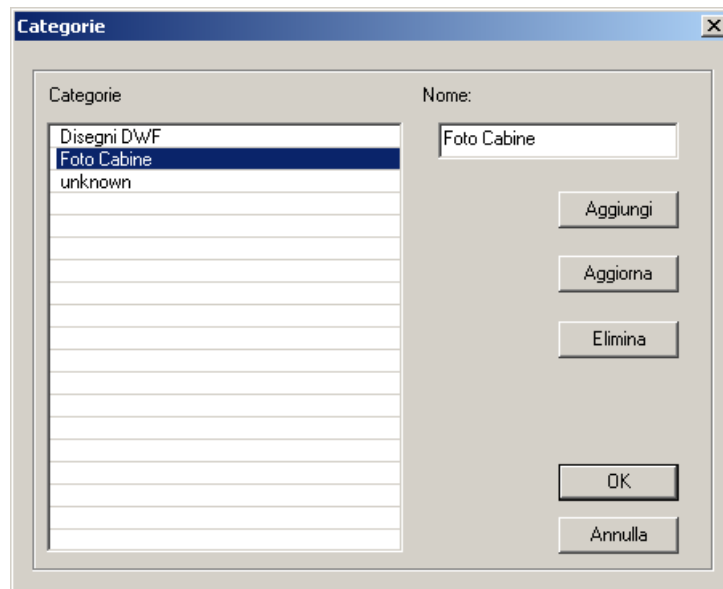 Categorie
Categorie
Nome:
Disegni DWF
Foto Cabine
unknown
Foto Cabine
Aggiungi
Aggiorna
Elimina
OK
Annulla